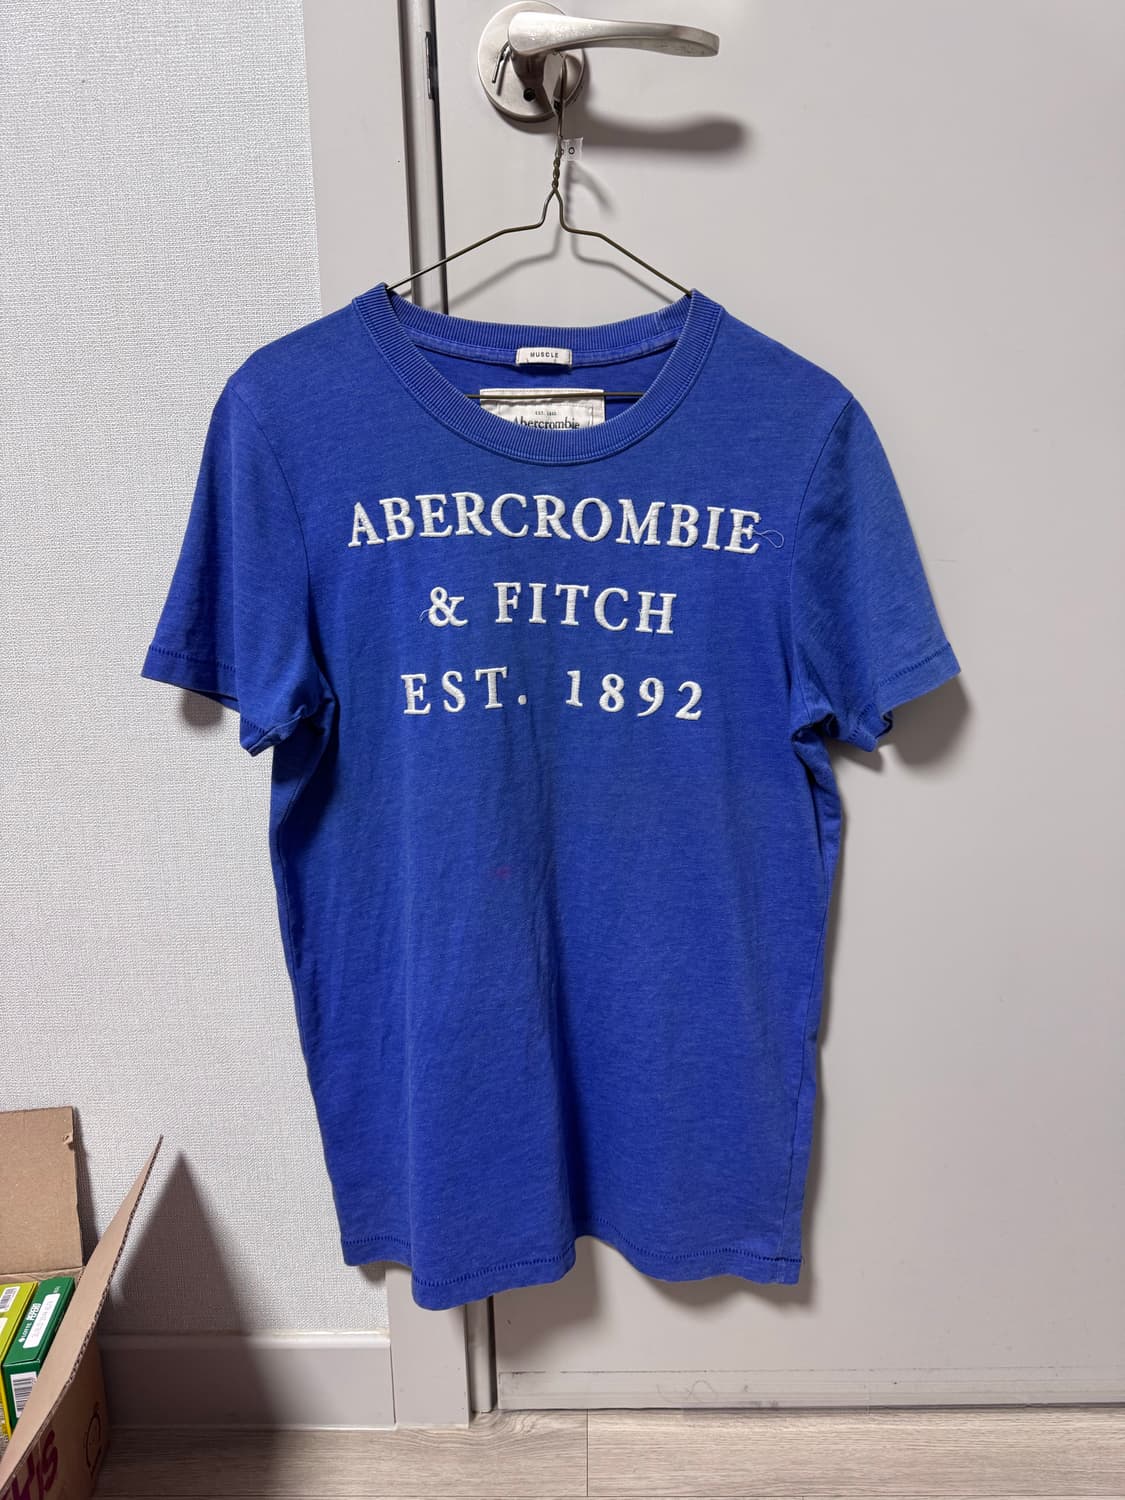 MUSCLE
Abercrombie
ABERCROMBIE
& FITCH
EST. 1892